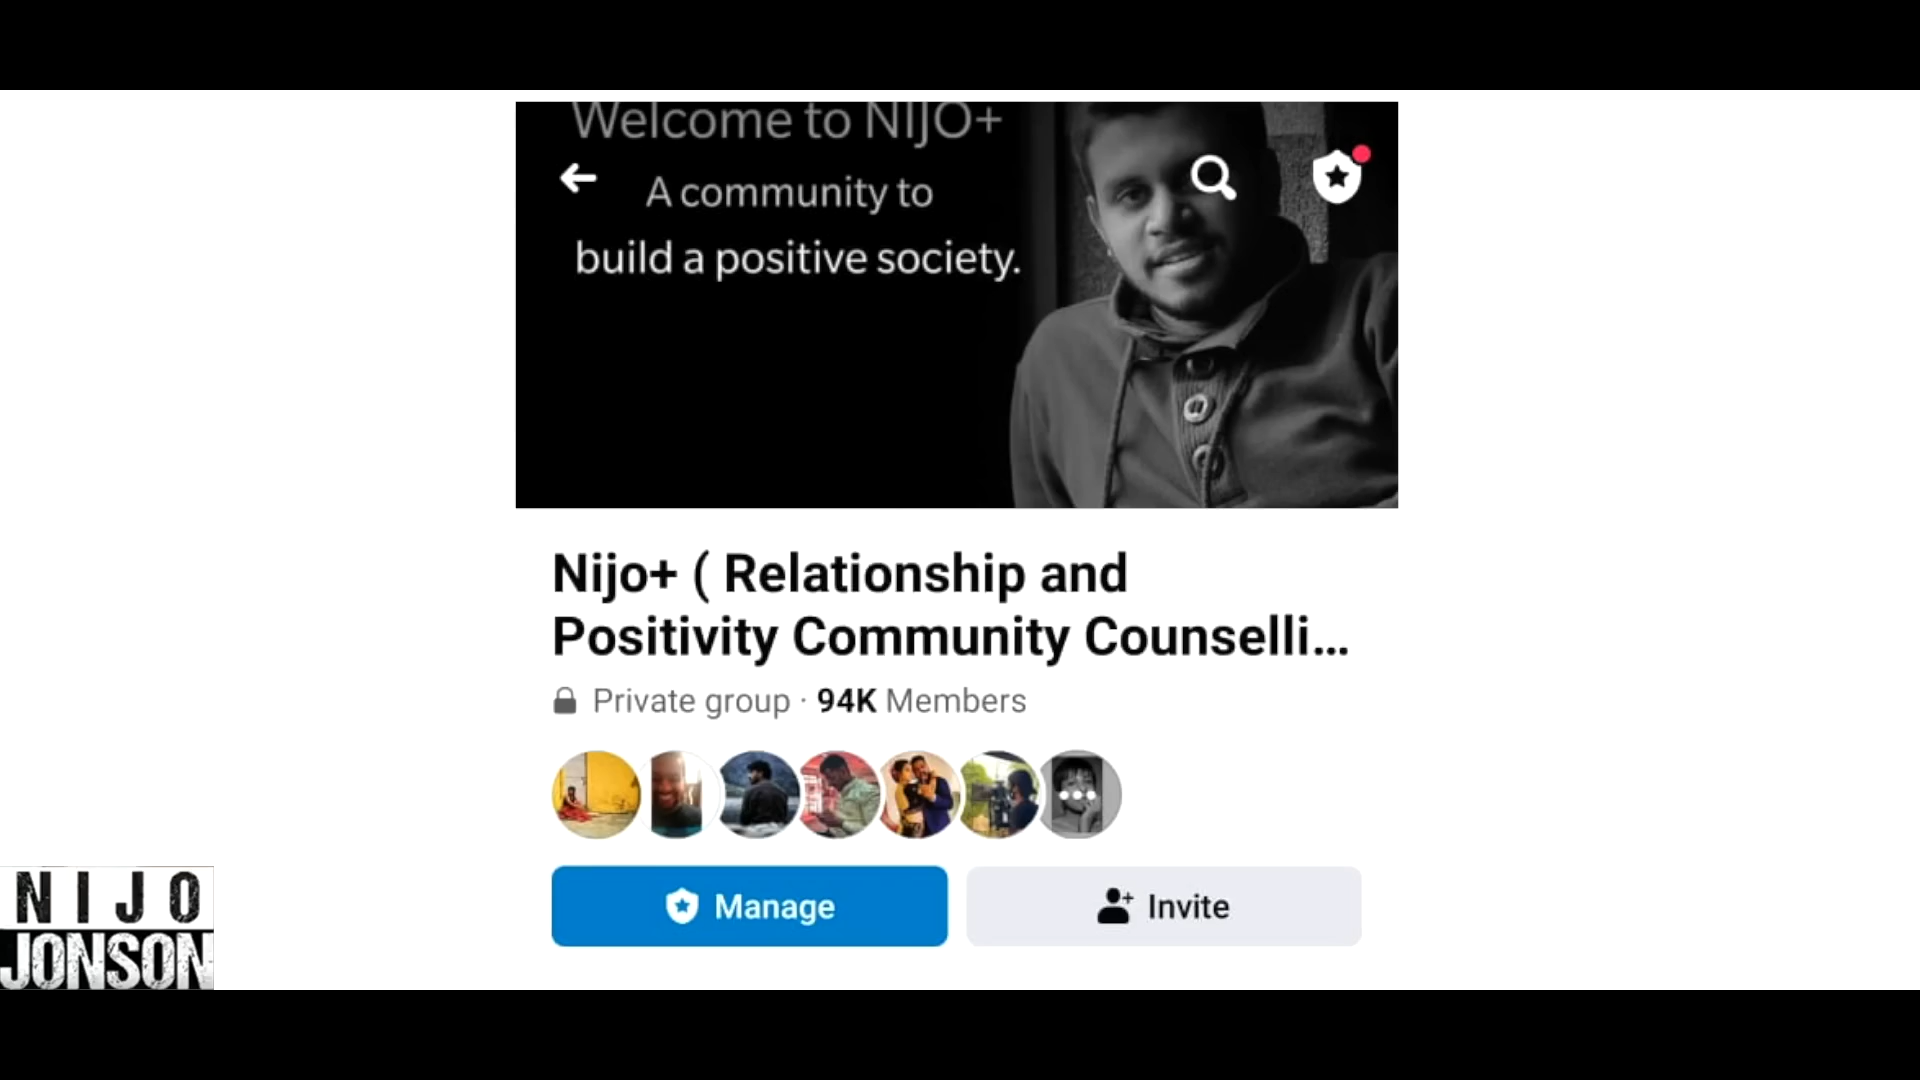 Welcome to NIJO+
A community to
build a positive society.
Nijo+ ( Relationship and
Positivity Community Counselli...
Private group · 94K Members
Manage
Invite
NIJO
JONSON